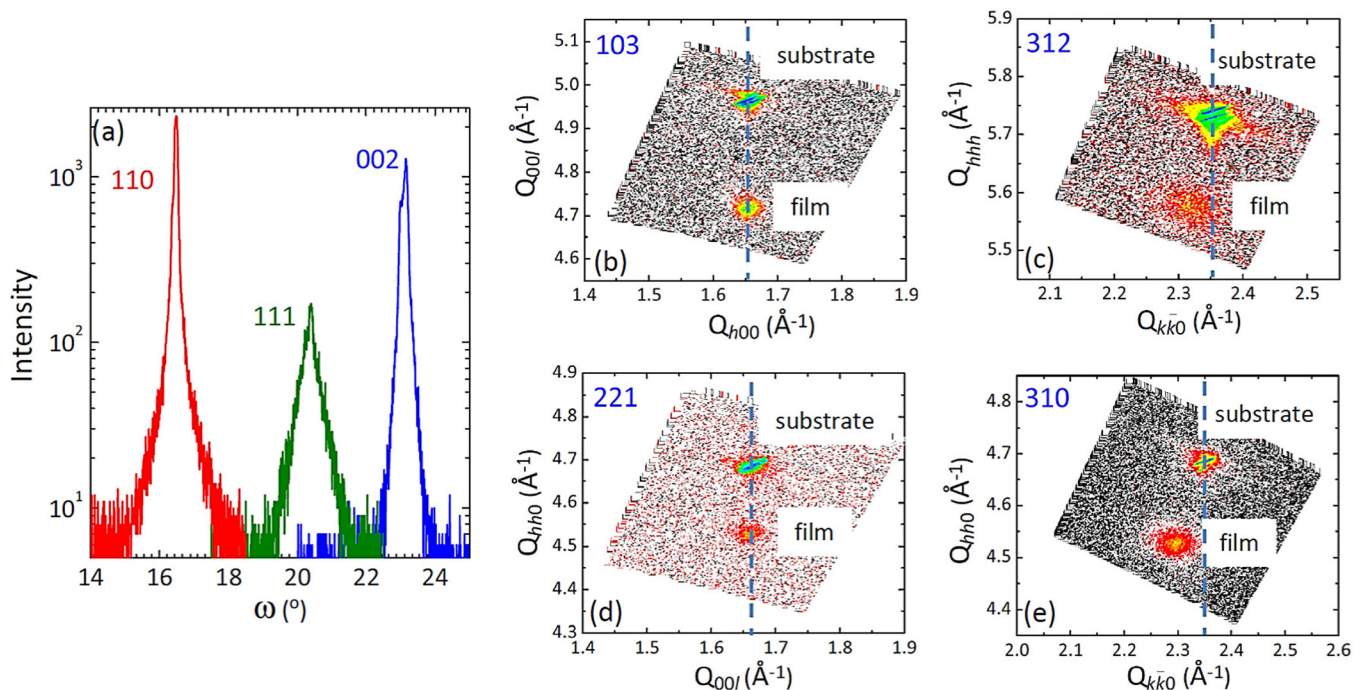 (a)
110
111
002
Intensity
10³
10²
10¹
14 16 18 20 22 24
ω (°)
103
substrate
film
(b)
Q₀₀l (Å⁻¹)
5.1
5.0
4.9
4.8
4.7
4.6
1.4 1.5 1.6 1.7 1.8 1.9
Qh00 (Å⁻¹)
312
substrate
film
(c)
Qhhh (Å⁻¹)
5.9
5.8
5.7
5.6
5.5
2.1 2.2 2.3 2.4 2.5
Qkk̄0 (Å⁻¹)
221
substrate
film
(d)
Qhh0 (Å⁻¹)
4.9
4.8
4.7
4.6
4.5
4.4
4.3
1.4 1.5 1.6 1.7 1.8 1.9
Q₀₀l (Å⁻¹)
310
substrate
film
(e)
Qhh0 (Å⁻¹)
4.8
4.7
4.6
4.5
4.4
2.0 2.1 2.2 2.3 2.4 2.5 2.6
Qkk̄0 (Å⁻¹)